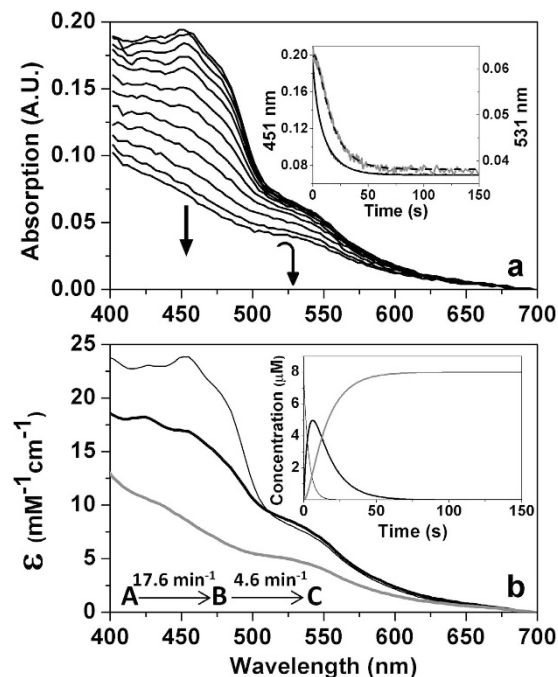 0.20
0.15
0.10
0.05
0.00
Absorption (A.U.)
400 450 500 550 600 650 700
a
0.20
0.16
0.12
0.08
451 nm
0.06
0.05
0.04
531 nm
0 50 100 150
Time (s)
25
20
15
10
5
0
ε (mM⁻¹cm⁻¹)
8
6
4
2
Concentration (µM)
0 25 50 75 100 125 150
Time (s)
b
17.6 min⁻¹ 4.6 min⁻¹
A B C
400 450 500 550 600 650 700
Wavelength (nm)